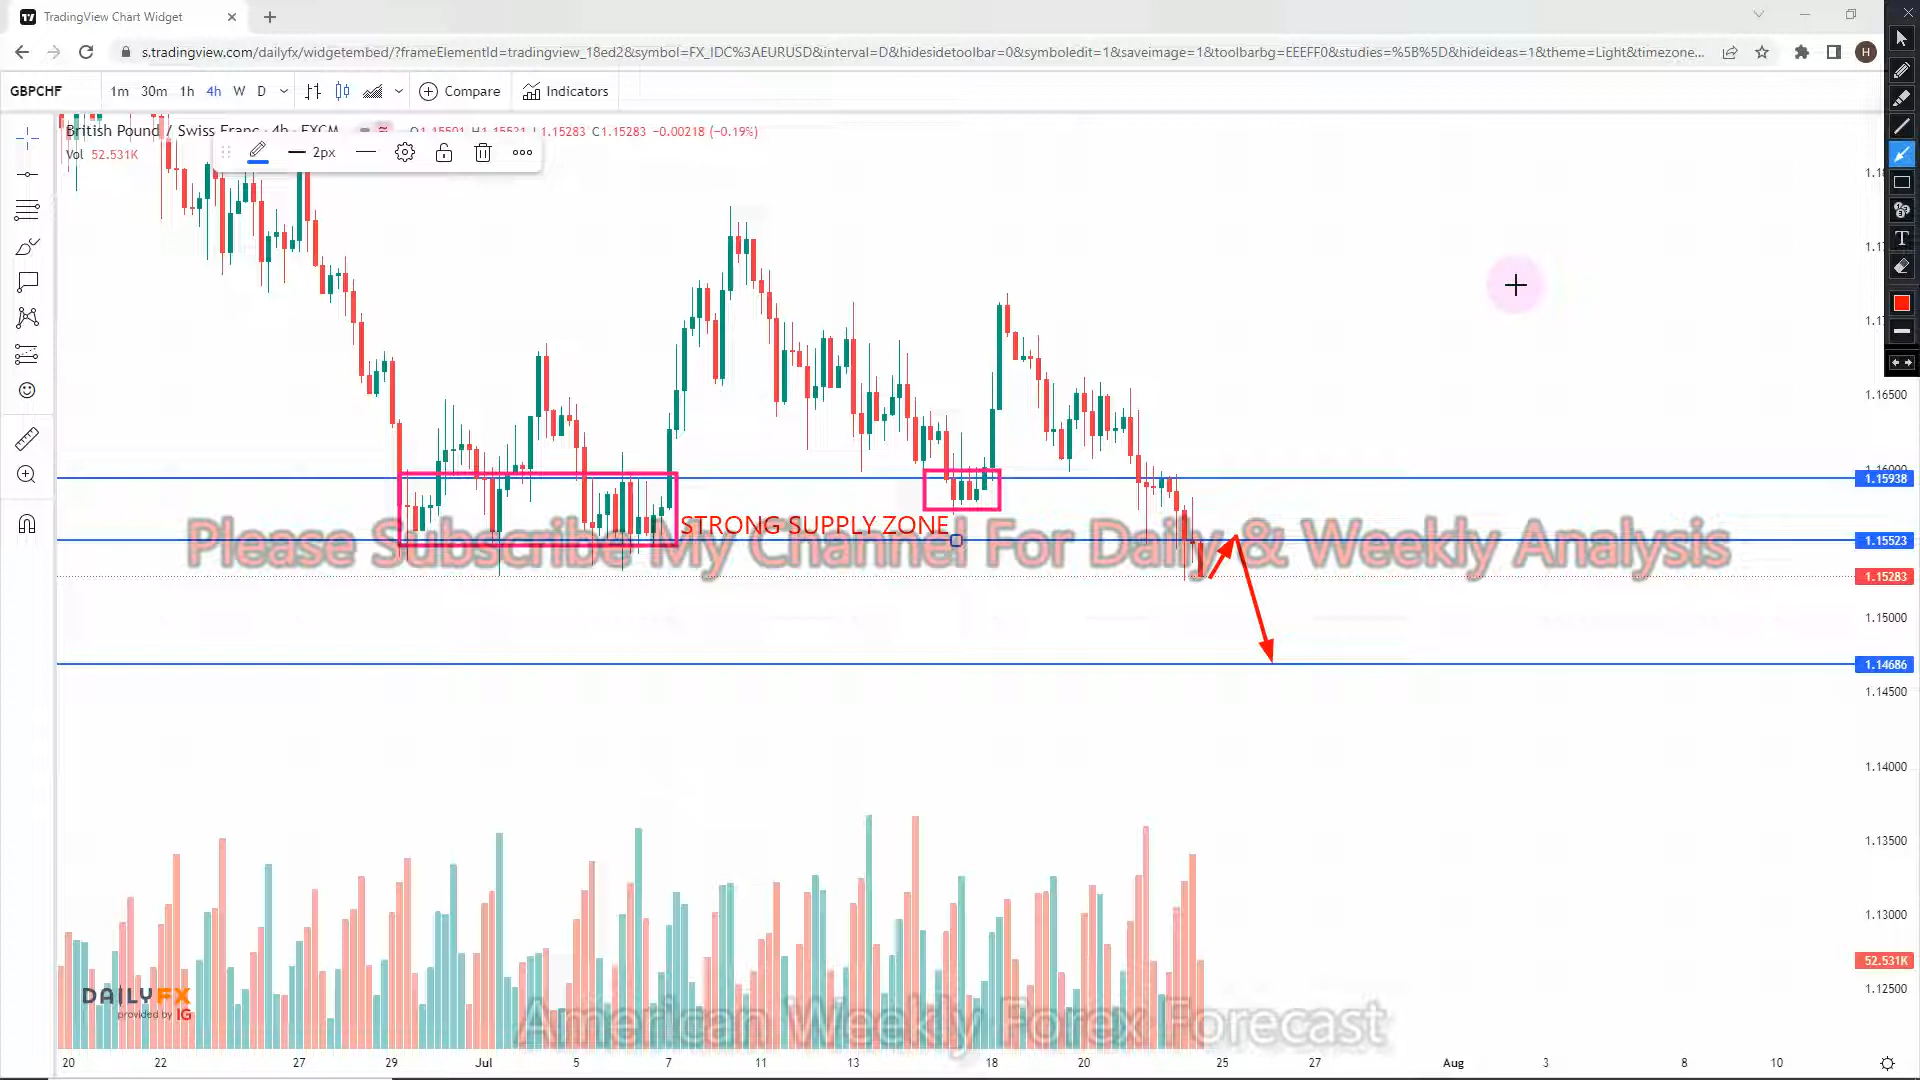 TradingView Chart Widget
s.tradingview.com/dailyfx/widgetembed/?frameElementId=tradingview_18ed2&symbol=FX_IDC%3AEURUSD&interval=D&hidesidetoolbar=0&symboledit=1&saveimage=1&toolbarbg=EEEFF0&studies=%5B%5D&hideideas=1&theme=Light&timezone...
H
GBPCHF
1m 30m 1h 4h W D
Compare
Indicators
British Pound / Swiss Franc · 4h · FXCM O1.15501 H1.15531 L1.15283 C1.15283 −0.00218 (−0.19%)
Vol 52.531K
2px
1.16500
1.16000
1.15938
STRONG SUPPLY ZONE
Please Subscribe My Channel For Daily & Weekly Analysis
1.15523
1.15283
1.15000
1.14686
1.14500
1.14000
1.13500
1.13000
52.531K
1.12500
DAILYFX
provided by IG
American Weekly Forex Forecast
20 22 27 29 Jul 5 7 11 13 18 20 25 27 Aug 3 8 10